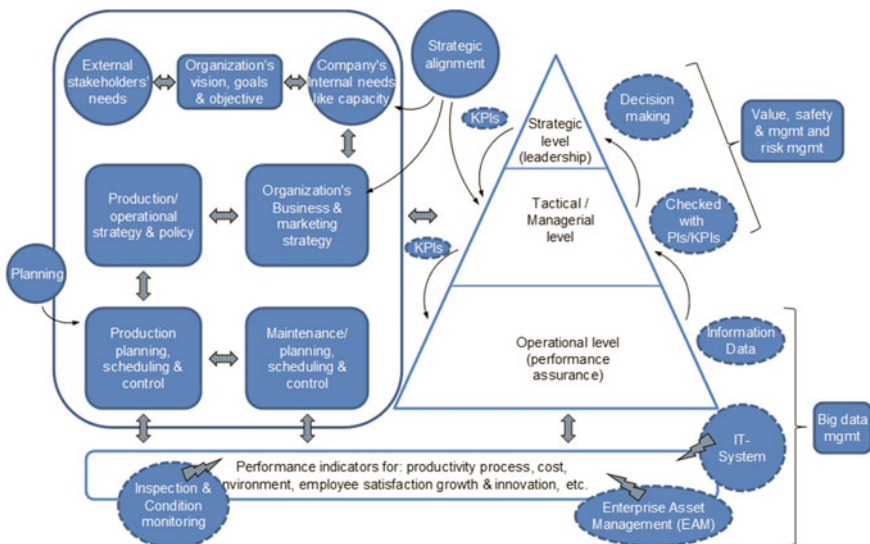 External
stakeholders'
needs
Organization's
vision, goals
& objective
Company's
Internal needs
like capacity
Strategic
alignment
KPIs
Strategic
level
(leadership)
Decision
making
Value, safety
& mgmt and
risk mgmt
Production/
operational
strategy & policy
Organization's
Business &
marketing
strategy
KPIs
Tactical /
Managerial
level
Checked
with
PIs/KPIs
Planning
Production
planning,
scheduling &
control
Maintenance/
planning,
scheduling &
control
Operational level
(performance
assurance)
Information
Data
Big data
mgmt
IT-
System
Performance indicators for: productivity process, cost,
nvironment, employee satisfaction growth & innovation, etc.
Inspection &
Condition
monitoring
Enterprise Asset
Management (EAM)